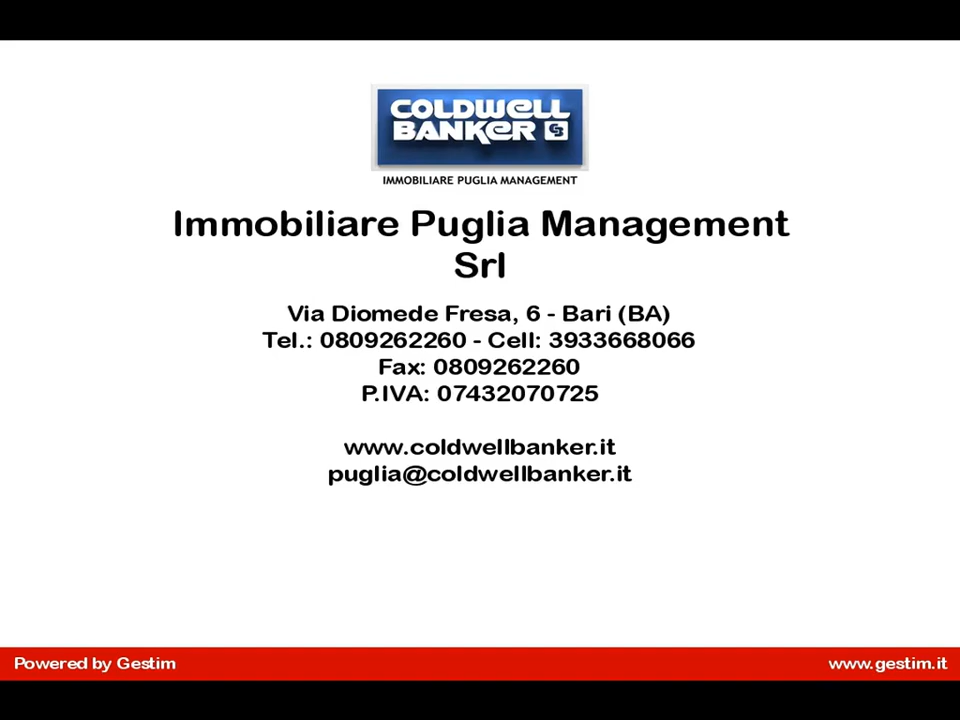 COLDWELL
BANKER CB
IMMOBILIARE PUGLIA MANAGEMENT
Immobiliare Puglia Management
Srl
Via Diomede Fresa, 6 - Bari (BA)
Tel.: 0809262260 - Cell: 3933668066
Fax: 0809262260
P.IVA: 07432070725
www.coldwellbanker.it
puglia@coldwellbanker.it
Powered by Gestim
www.gestim.it